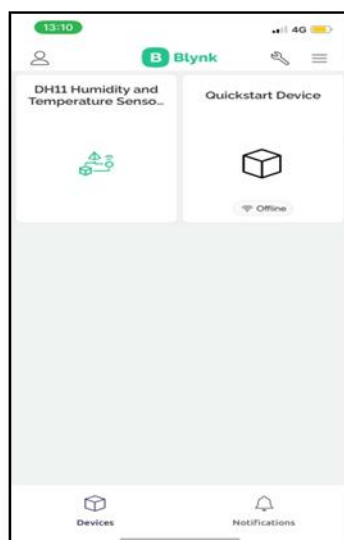 13:10
4G
B Blynk
DH11 Humidity and
Temperature Senso...
Quickstart Device
Offline
Devices
Notifications